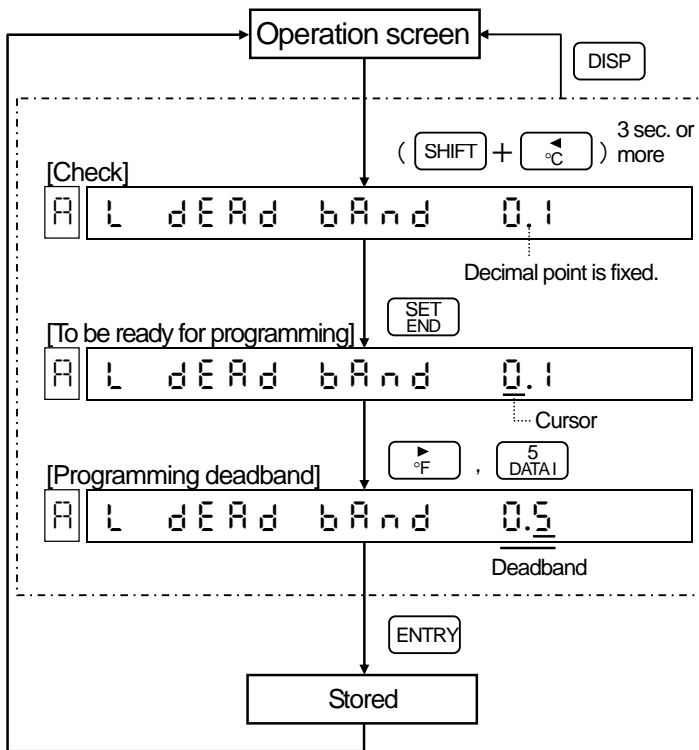 Operation screen
DISP
( SHIFT + ◄ °C ) 3 sec. or more
[Check]
A L dEAd bAnd 0.1
Decimal point is fixed.
SET END
[To be ready for programming]
A L dEAd bAnd 0.1
Cursor
► °F , 5 DATA I
[Programming deadband]
A L dEAd bAnd 0.5
Deadband
ENTRY
Stored